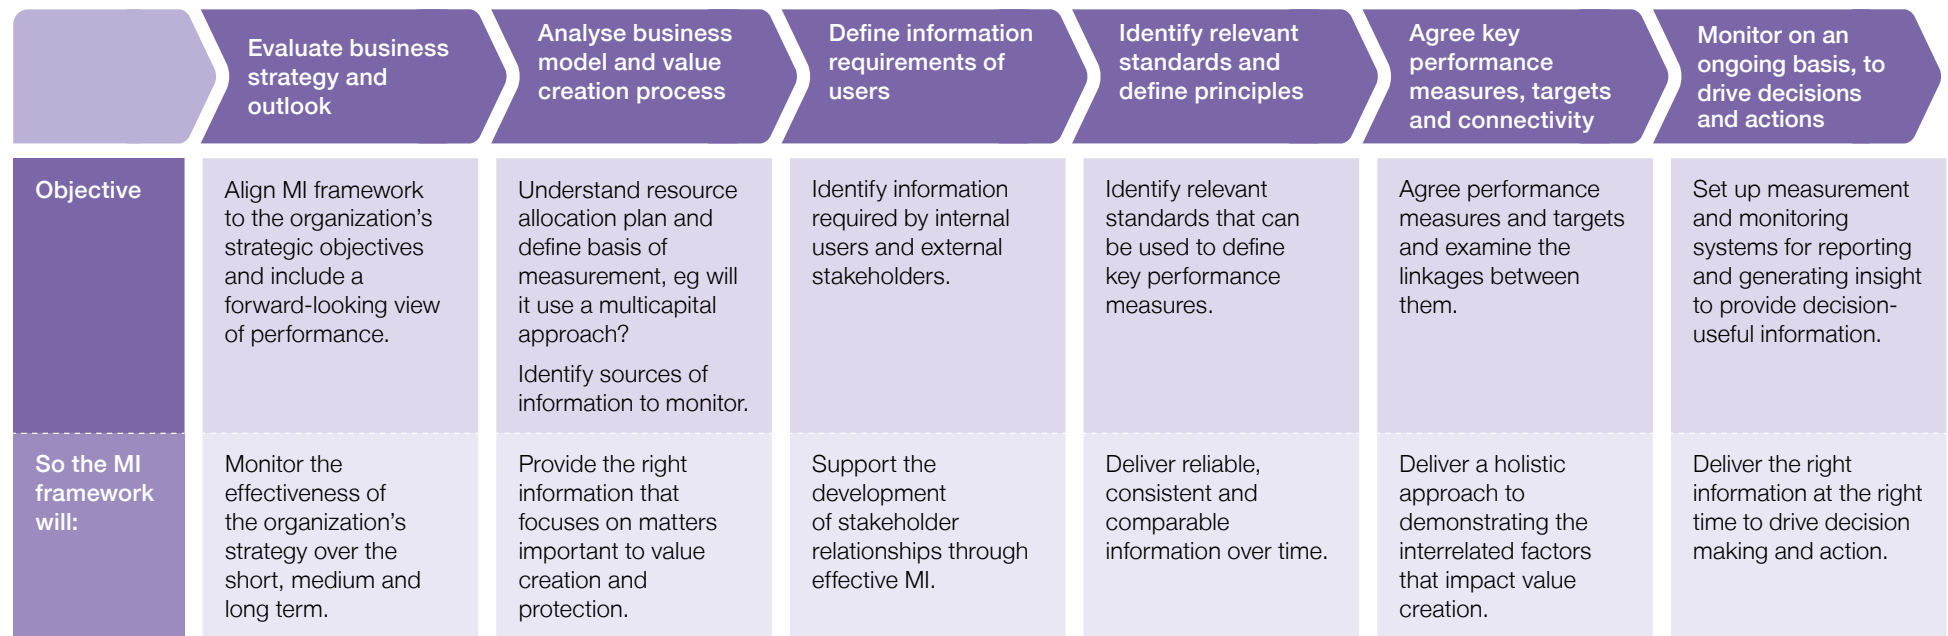 Evaluate business
strategy and
outlook
Analyse business
model and value
creation process
Define information
requirements of
users
Identify relevant
standards and
define principles
Agree key
performance
measures, targets
and connectivity
Monitor on an
ongoing basis, to
drive decisions
and actions
Objective
Align MI framework
to the organization's
strategic objectives
and include a
forward-looking view
of performance.
Understand resource
allocation plan and
define basis of
measurement, eg will
it use a multicapital
approach?
Identify sources of
information to monitor.
Identify information
required by internal
users and external
stakeholders.
Identify relevant
standards that can
be used to define
key performance
measures.
Agree performance
measures and targets
and examine the
linkages between
them.
Set up measurement
and monitoring
systems for reporting
and generating insight
to provide decision-
useful information.
So the MI
framework
will:
Monitor the
effectiveness of
the organization's
strategy over the
short, medium and
long term.
Provide the right
information that
focuses on matters
important to value
creation and
protection.
Support the
development
of stakeholder
relationships through
effective MI.
Deliver reliable,
consistent and
comparable
information over time.
Deliver a holistic
approach to
demonstrating the
interrelated factors
that impact value
creation.
Deliver the right
information at the right
time to drive decision
making and action.